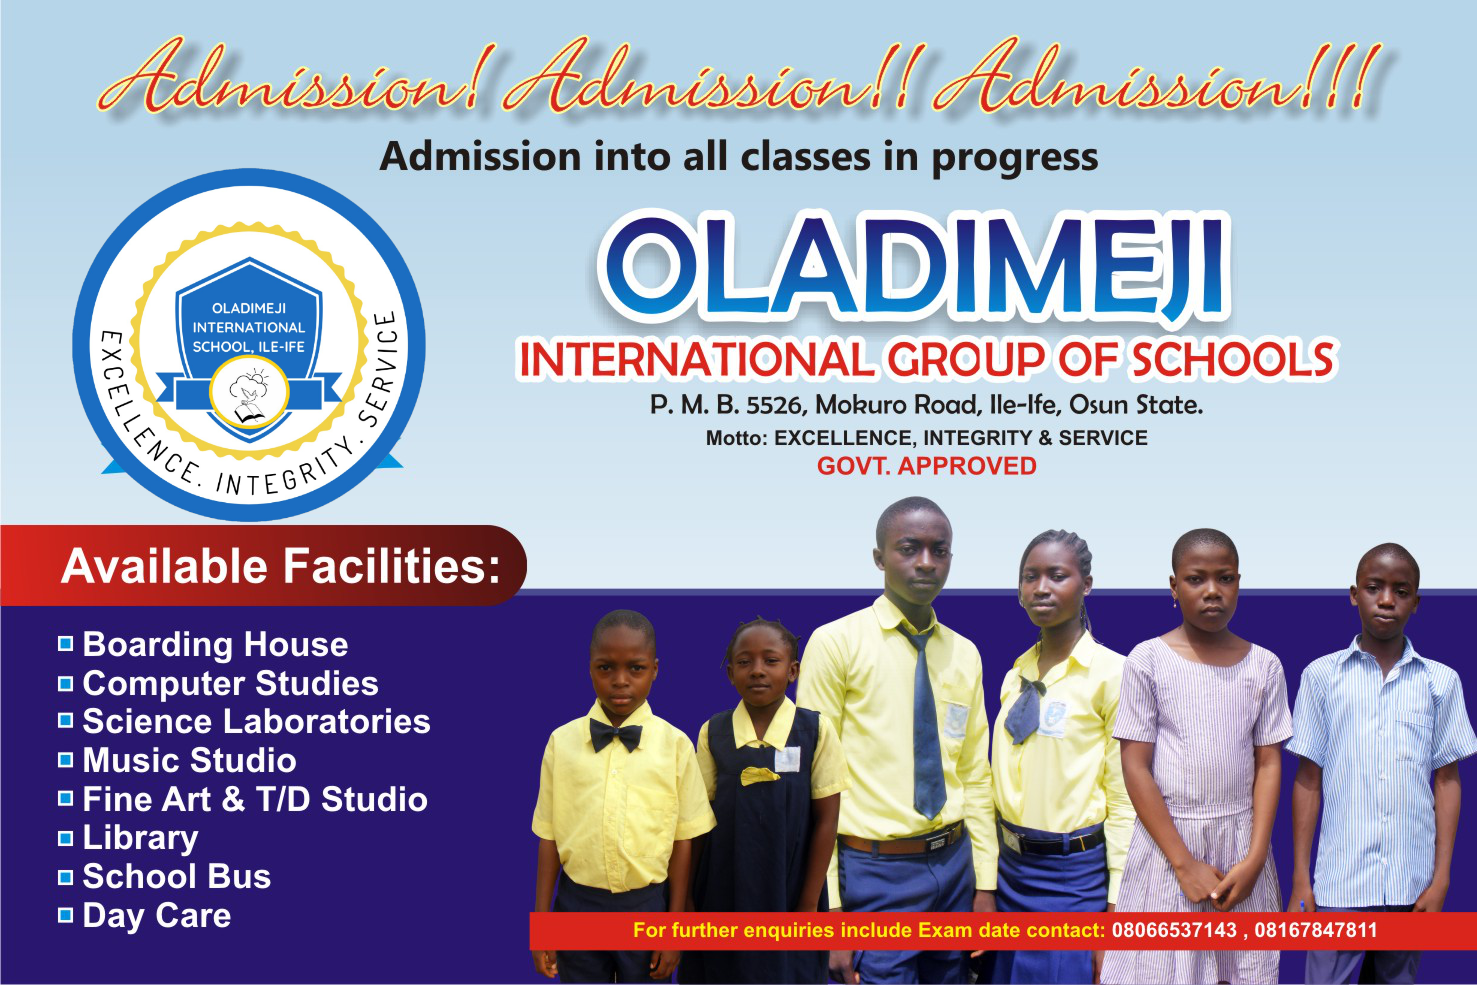 Admission! Admission!! Admission!!!
Admission into all classes in progress
OLADIMEJI
INTERNATIONAL GROUP OF SCHOOLS
P. M. B. 5526, Mokuro Road, Ile-Ife, Osun State.
Motto: EXCELLENCE, INTEGRITY & SERVICE
GOVT. APPROVED
OLADIMEJI
INTERNATIONAL
SCHOOL, ILE-IFE
EXCELLENCE. INTEGRITY. SERVICE
Available Facilities:
Boarding House
Computer Studies
Science Laboratories
Music Studio
Fine Art & T/D Studio
Library
School Bus
Day Care
For further enquiries include Exam date contact: 08066537143 , 08167847811